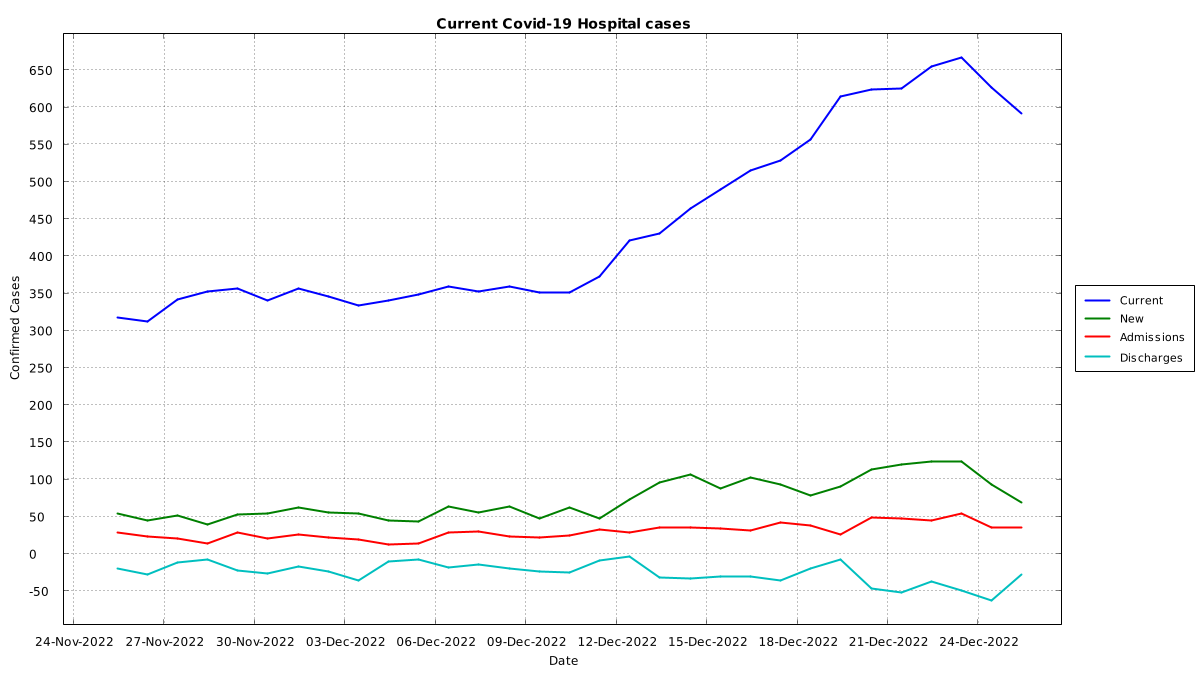 Current Covid-19 Hospital cases
650
600
550
500
450
400
350
300
250
200
150
100
50
0
-50
Confirmed Cases
24-Nov-2022 27-Nov-2022 30-Nov-2022 03-Dec-2022 06-Dec-2022 09-Dec-2022 12-Dec-2022 15-Dec-2022 18-Dec-2022 21-Dec-2022 24-Dec-2022
Date
Current
New
Admissions
Discharges